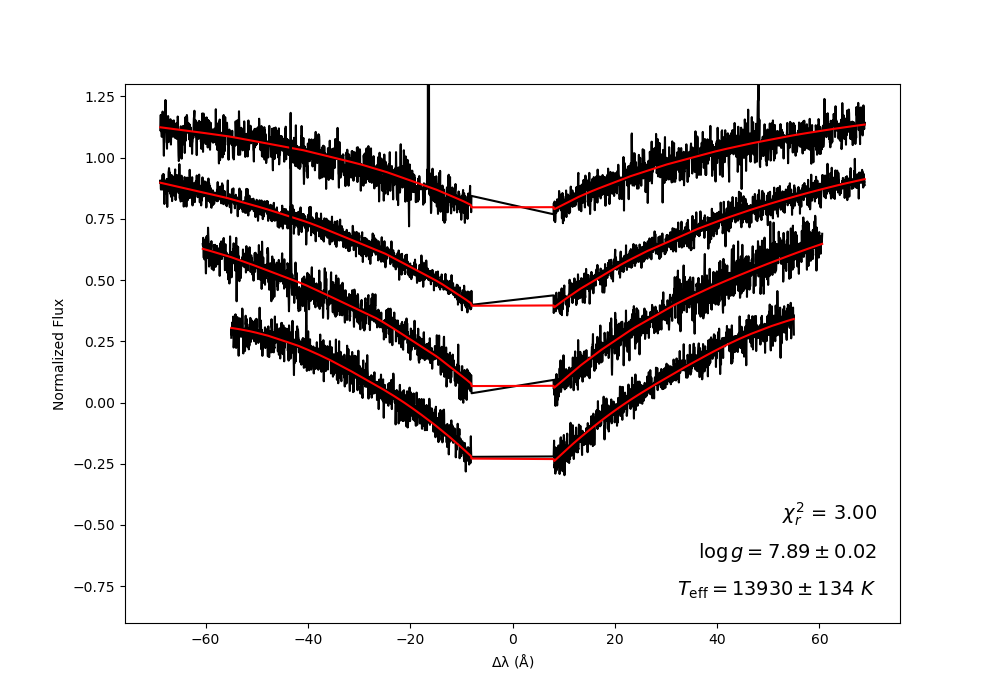 1.25
1.00
0.75
0.50
0.25
0.00
−0.25
−0.50
−0.75
Normalized Flux
χ²ᵣ = 3.00
log g = 7.89 ± 0.02
T_eff = 13930 ± 134 K
−60 −40 −20 0 20 40 60
Δλ (Å)